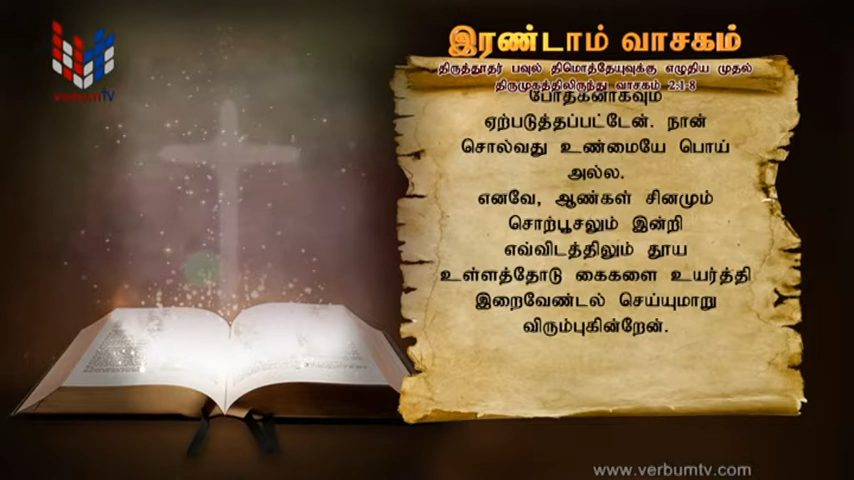 verbumTV
இரண்டாம் வாசகம்
திருத்தூதர் பவுல் திமொத்தேயுவுக்கு எழுதிய முதல்
திருமுகத்திலிருந்து வாசகம் 2:1-8
போதகனாகவும்
ஏற்படுத்தப்பட்டேன். நான்
சொல்வது உண்மையே பொய்
அல்ல.
எனவே, ஆண்கள் சினமும்
சொற்பூசலும் இன்றி
எவ்விடத்திலும் தூய
உள்ளத்தோடு கைகளை உயர்த்தி
இறைவேண்டல் செய்யுமாறு
விரும்புகின்றேன்.
www.verbumtv.com